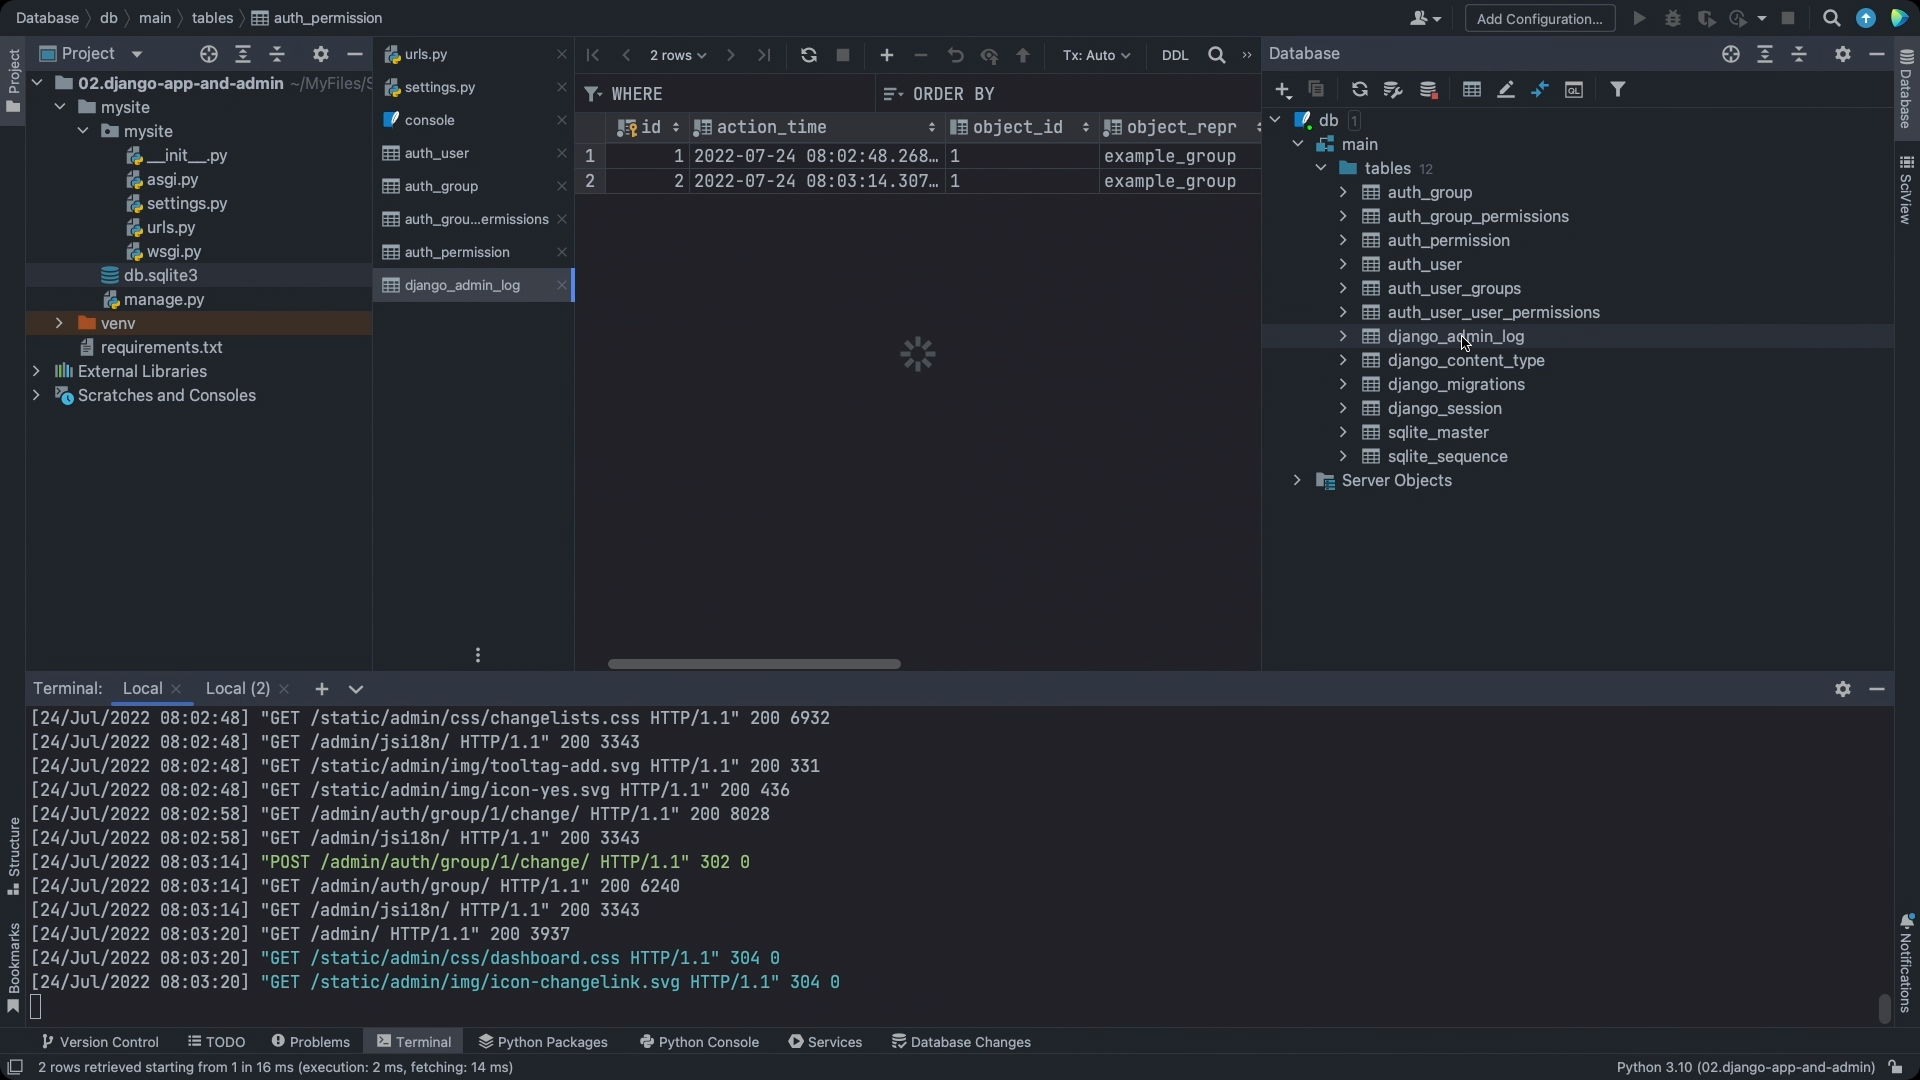 Database
db
main
tables
auth_permission
Add Configuration...
Project
02.django-app-and-admin ~/MyFiles/S
mysite
mysite
__init__.py
asgi.py
settings.py
urls.py
wsgi.py
db.sqlite3
manage.py
venv
requirements.txt
External Libraries
Scratches and Consoles
urls.py
settings.py
console
auth_user
auth_group
auth_grou...ermissions
auth_permission
django_admin_log
2 rows
Tx: Auto
DDL
WHERE
ORDER BY
id action_time object_id object_repr
1 1 2022-07-24 08:02:48.268… 1 example_group
2 2 2022-07-24 08:03:14.307… 1 example_group
Database
db 1
main
tables 12
auth_group
auth_group_permissions
auth_permission
auth_user
auth_user_groups
auth_user_user_permissions
django_admin_log
django_content_type
django_migrations
django_session
sqlite_master
sqlite_sequence
Server Objects
Project
Structure
Bookmarks
Database
SciView
Notifications
Terminal: Local Local (2)
[24/Jul/2022 08:02:48] "GET /static/admin/css/changelists.css HTTP/1.1" 200 6932
[24/Jul/2022 08:02:48] "GET /admin/jsi18n/ HTTP/1.1" 200 3343
[24/Jul/2022 08:02:48] "GET /static/admin/img/tooltag-add.svg HTTP/1.1" 200 331
[24/Jul/2022 08:02:48] "GET /static/admin/img/icon-yes.svg HTTP/1.1" 200 436
[24/Jul/2022 08:02:58] "GET /admin/auth/group/1/change/ HTTP/1.1" 200 8028
[24/Jul/2022 08:02:58] "GET /admin/jsi18n/ HTTP/1.1" 200 3343
[24/Jul/2022 08:03:14] "POST /admin/auth/group/1/change/ HTTP/1.1" 302 0
[24/Jul/2022 08:03:14] "GET /admin/auth/group/ HTTP/1.1" 200 6240
[24/Jul/2022 08:03:14] "GET /admin/jsi18n/ HTTP/1.1" 200 3343
[24/Jul/2022 08:03:20] "GET /admin/ HTTP/1.1" 200 3937
[24/Jul/2022 08:03:20] "GET /static/admin/css/dashboard.css HTTP/1.1" 304 0
[24/Jul/2022 08:03:20] "GET /static/admin/img/icon-changelink.svg HTTP/1.1" 304 0
Version Control
TODO
Problems
Terminal
Python Packages
Python Console
Services
Database Changes
2 rows retrieved starting from 1 in 16 ms (execution: 2 ms, fetching: 14 ms)
Python 3.10 (02.django-app-and-admin)